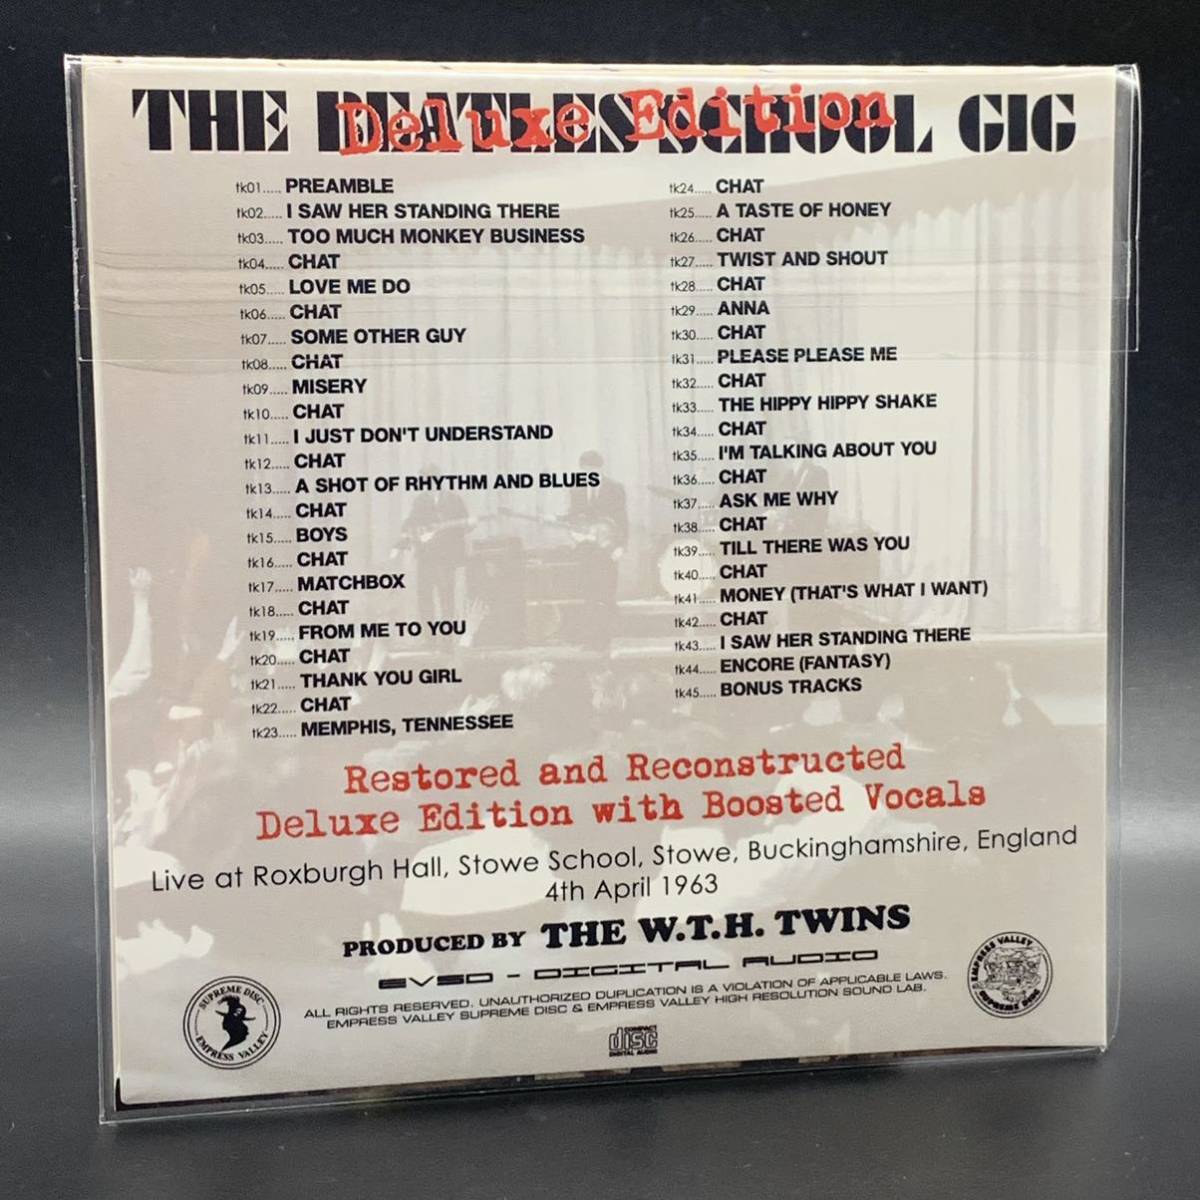 THE BEATLES SCHOOL GIG
Deluxe Edition
tk01..... PREAMBLE
tk02..... I SAW HER STANDING THERE
tk03..... TOO MUCH MONKEY BUSINESS
tk04..... CHAT
tk05..... LOVE ME DO
tk06..... CHAT
tk07..... SOME OTHER GUY
tk08..... CHAT
tk09..... MISERY
tk10..... CHAT
tk11..... I JUST DON'T UNDERSTAND
tk12..... CHAT
tk13..... A SHOT OF RHYTHM AND BLUES
tk14..... CHAT
tk15..... BOYS
tk16..... CHAT
tk17..... MATCHBOX
tk18..... CHAT
tk19..... FROM ME TO YOU
tk20..... CHAT
tk21..... THANK YOU GIRL
tk22..... CHAT
tk23..... MEMPHIS, TENNESSEE
tk24..... CHAT
tk25..... A TASTE OF HONEY
tk26..... CHAT
tk27..... TWIST AND SHOUT
tk28..... CHAT
tk29..... ANNA
tk30..... CHAT
tk31..... PLEASE PLEASE ME
tk32..... CHAT
tk33..... THE HIPPY HIPPY SHAKE
tk34..... CHAT
tk35..... I'M TALKING ABOUT YOU
tk36..... CHAT
tk37..... ASK ME WHY
tk38..... CHAT
tk39..... TILL THERE WAS YOU
tk40..... CHAT
tk41..... MONEY (THAT'S WHAT I WANT)
tk42..... CHAT
tk43..... I SAW HER STANDING THERE
tk44..... ENCORE (FANTASY)
tk45..... BONUS TRACKS
Restored and Reconstructed
Deluxe Edition with Boosted Vocals
Live at Roxburgh Hall, Stowe School, Stowe, Buckinghamshire, England
4th April 1963
PRODUCED BY THE W.T.H. TWINS
EVSD - DIGITAL AUDIO
ALL RIGHTS RESERVED. UNAUTHORIZED DUPLICATION IS A VIOLATION OF APPLICABLE LAWS.
EMPRESS VALLEY SUPREME DISC & EMPRESS VALLEY HIGH RESOLUTION SOUND LAB.
SUPREME DISC
EMPRESS VALLEY
EMPRESS VALLEY
SUPREME DISC
COMPACT
disc
DIGITAL AUDIO